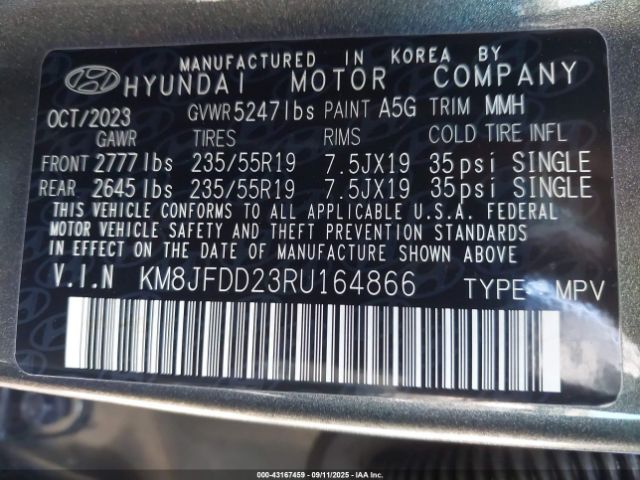 MANUFACTURED IN KOREA BY
HYUNDAI MOTOR COMPANY
OCT/2023 GVWR 5247lbs PAINT A5G TRIM MMH
GAWR TIRES RIMS COLD TIRE INFL
FRONT 2777lbs 235/55R19 7.5JX19 35psi SINGLE
REAR 2645lbs 235/55R19 7.5JX19 35psi SINGLE
THIS VEHICLE CONFORMS TO ALL APPLICABLE U.S.A. FEDERAL
MOTOR VEHICLE SAFETY AND THEFT PREVENTION STANDARDS
IN EFFECT ON THE DATE OF MANUFACTURE SHOWN ABOVE
V.I.N KM8JFDD23RU164866 TYPE: MPV
000-43167459 - 09/11/2025 - IAA Inc.